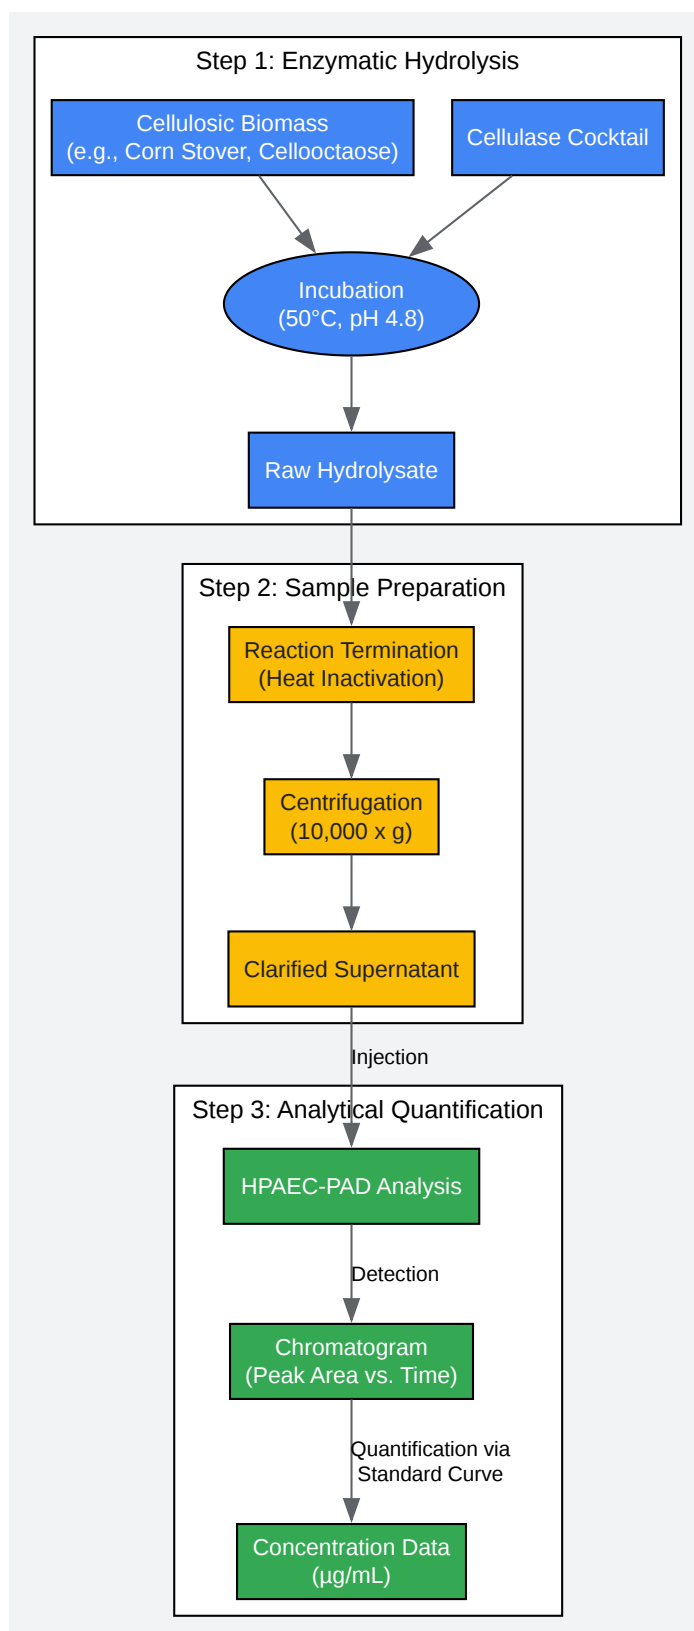 Step 1: Enzymatic Hydrolysis
Cellulosic Biomass
(e.g., Corn Stover, Cellooctaose)
Cellulase Cocktail
Incubation
(50°C, pH 4.8)
Raw Hydrolysate
Step 2: Sample Preparation
Reaction Termination
(Heat Inactivation)
Centrifugation
(10,000 x g)
Clarified Supernatant
Injection
Step 3: Analytical Quantification
HPAEC-PAD Analysis
Detection
Chromatogram
(Peak Area vs. Time)
Quantification via
Standard Curve
Concentration Data
(µg/mL)